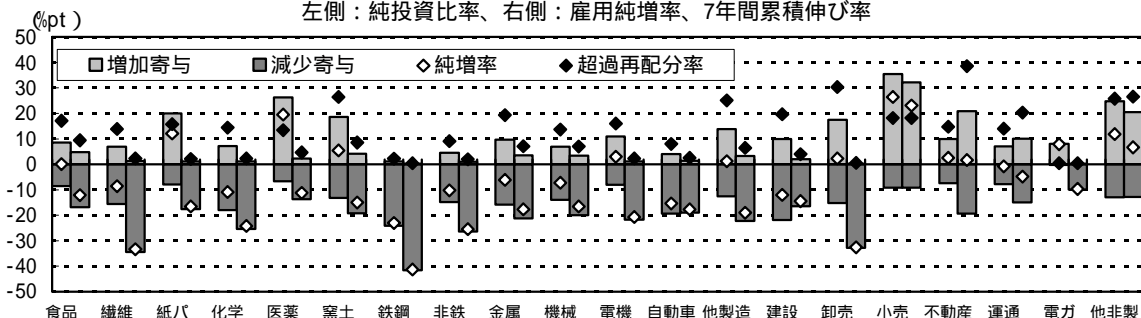 左側：純投資比率、右側：雇用純増率、7年間累積伸び率
(%pt )
50
40
30
20
10
0
-10
-20
-30
-40
-50
増加寄与 減少寄与 純増率 超過再配分率
食品 繊維 紙パ 化学 医薬 窯土 鉄鋼 非鉄 金属 機械 電機 自動車 他製造 建設 卸売 小売 不動産 運通 電ガ 他非製